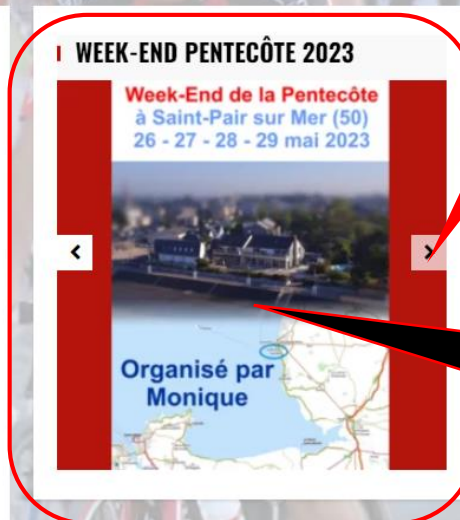 WEEK-END PENTECÔTE 2023
Week-End de la Pentecôte
à Saint-Pair sur Mer (50)
26 - 27 - 28 - 29 mai 2023
Organisé par
Monique